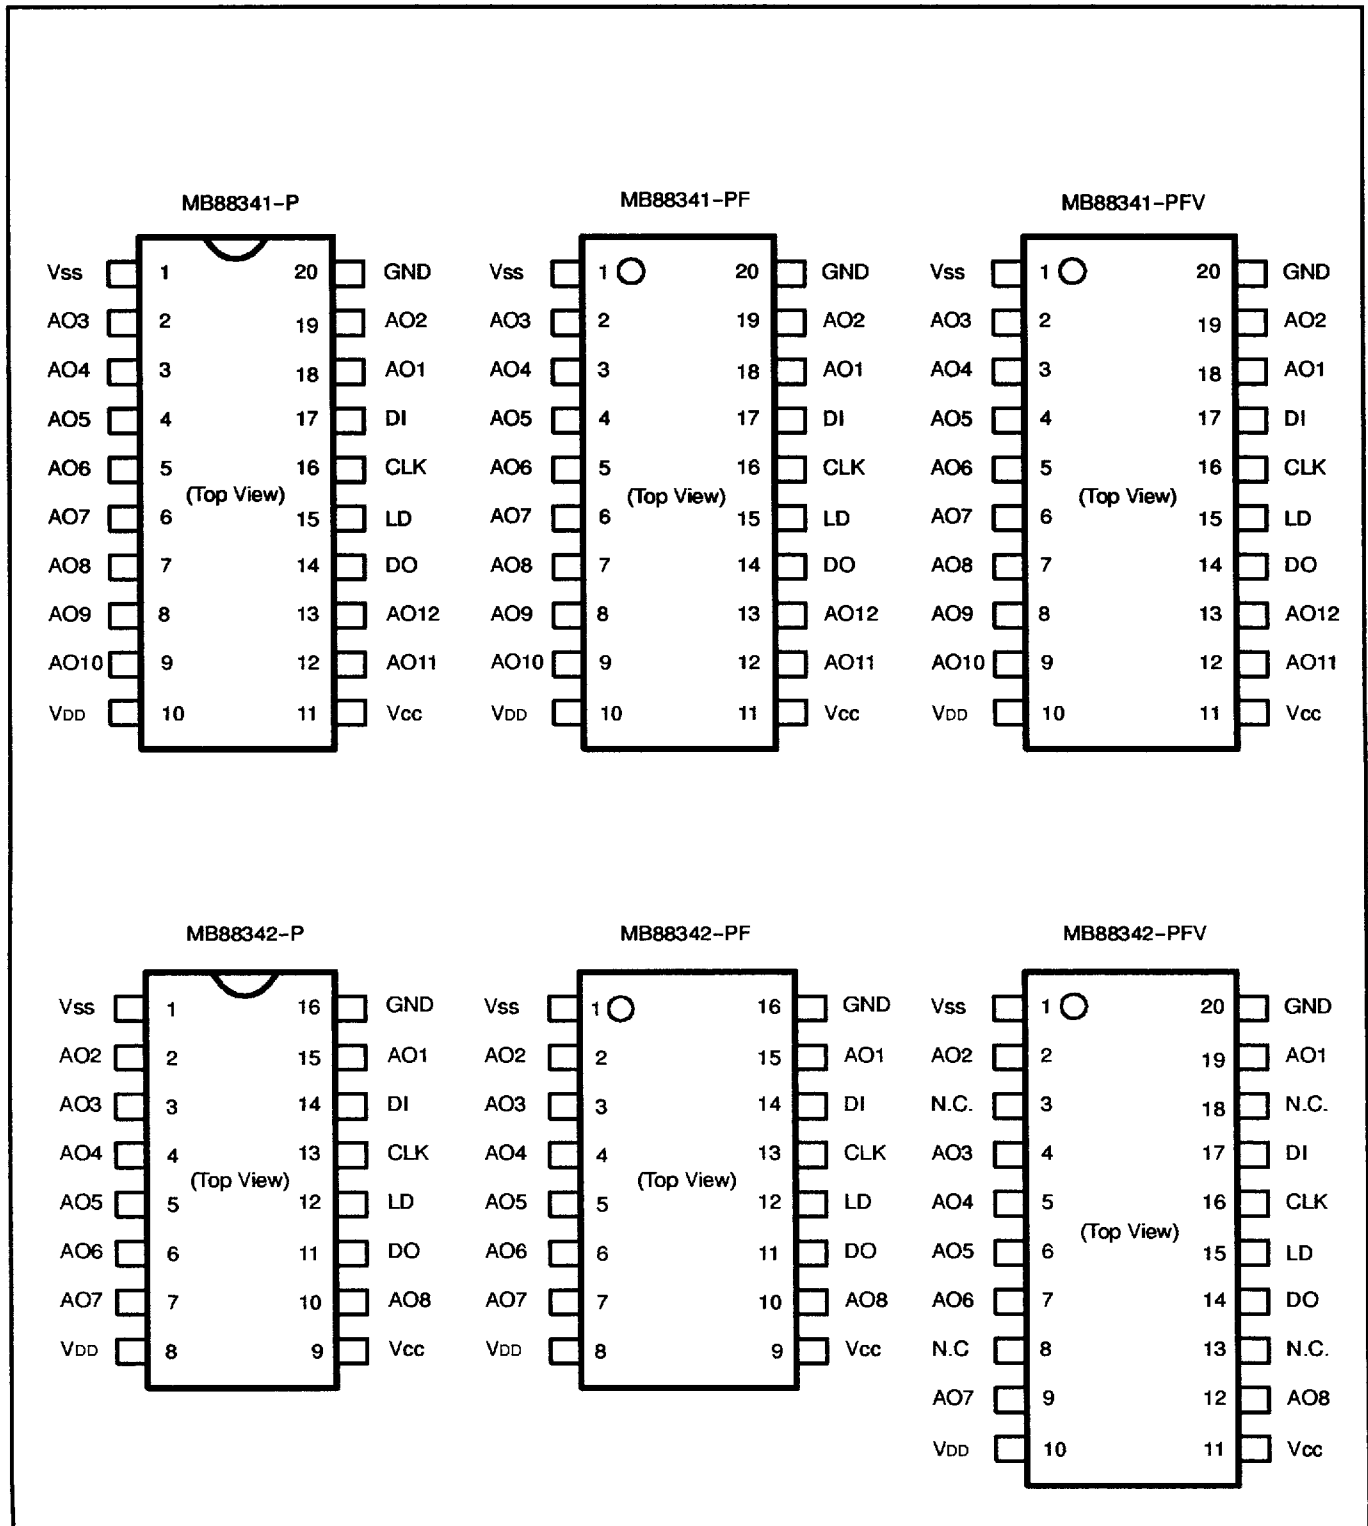 MB88341-P MB88341-PF MB88341-PFV
Vss 1 20 GND Vss 1 20 GND Vss 1 20 GND
AO3 2 19 AO2 AO3 2 19 AO2 AO3 2 19 AO2
AO4 3 18 AO1 AO4 3 18 AO1 AO4 3 18 AO1
AO5 4 17 DI AO5 4 17 DI AO5 4 17 DI
AO6 5 16 CLK AO6 5 16 CLK AO6 5 16 CLK
(Top View) (Top View) (Top View)
AO7 6 15 LD AO7 6 15 LD AO7 6 15 LD
AO8 7 14 DO AO8 7 14 DO AO8 7 14 DO
AO9 8 13 AO12 AO9 8 13 AO12 AO9 8 13 AO12
AO10 9 12 AO11 AO10 9 12 AO11 AO10 9 12 AO11
VDD 10 11 Vcc VDD 10 11 Vcc VDD 10 11 Vcc
MB88342-P MB88342-PF MB88342-PFV
Vss 1 16 GND Vss 1 16 GND Vss 1 20 GND
AO2 2 15 AO1 AO2 2 15 AO1 AO2 2 19 AO1
AO3 3 14 DI AO3 3 14 DI N.C. 3 18 N.C.
AO4 4 13 CLK AO4 4 13 CLK AO3 4 17 DI
(Top View) (Top View)
AO5 5 12 LD AO5 5 12 LD AO4 5 16 CLK
(Top View)
AO6 6 11 DO AO6 6 11 DO AO5 6 15 LD
AO7 7 10 AO8 AO7 7 10 AO8 AO6 7 14 DO
VDD 8 9 Vcc VDD 8 9 Vcc N.C 8 13 N.C.
AO7 9 12 AO8
VDD 10 11 Vcc